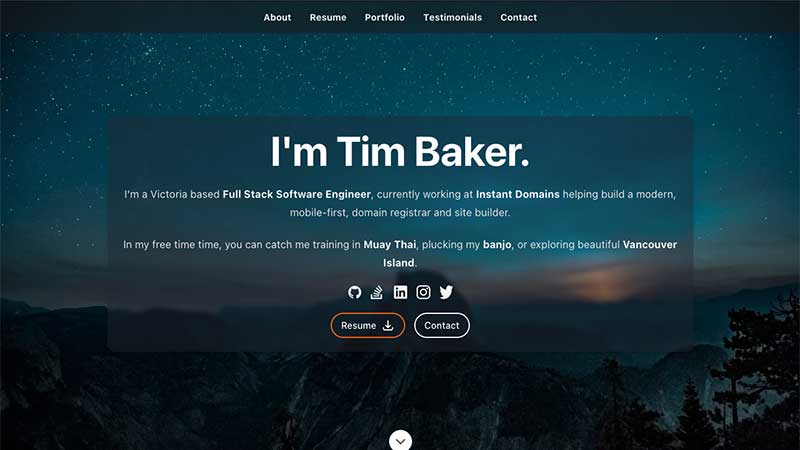 About Resume Portfolio Testimonials Contact
I'm Tim Baker.
I'm a Victoria based Full Stack Software Engineer, currently working at Instant Domains helping build a modern,
mobile-first, domain registrar and site builder.
In my free time time, you can catch me training in Muay Thai, plucking my banjo, or exploring beautiful Vancouver
Island.
Resume Contact